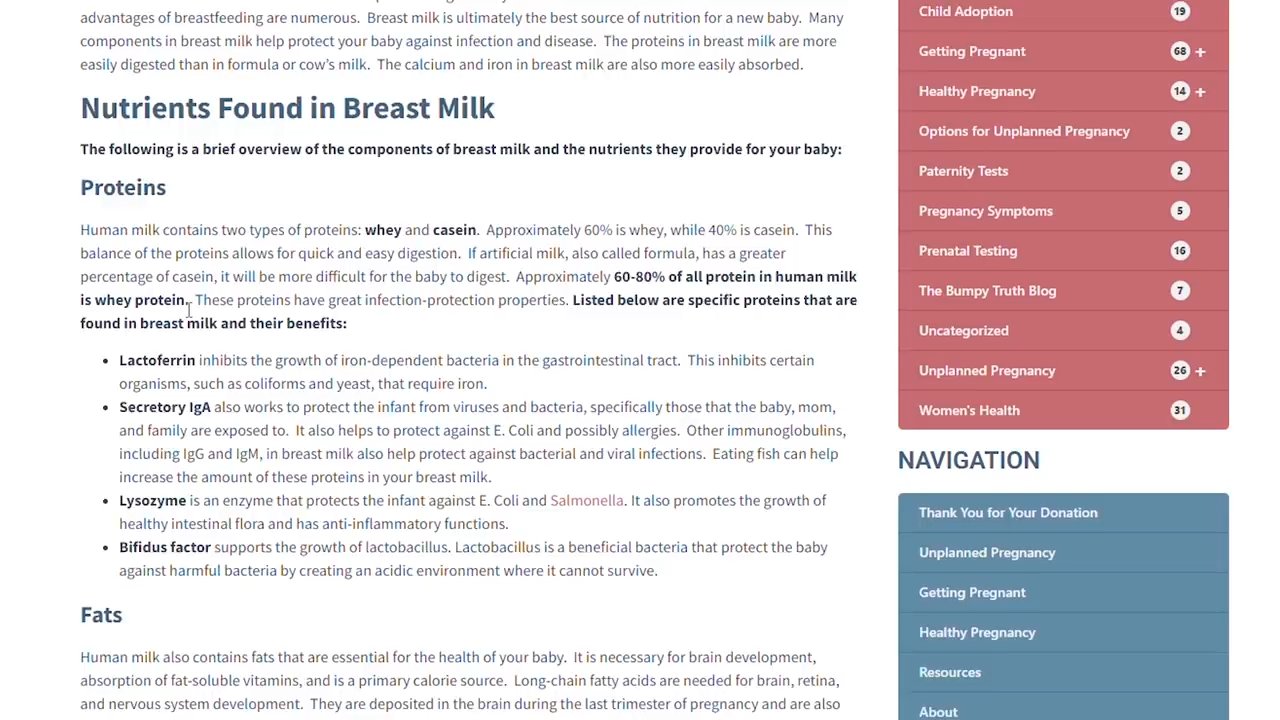 advantages of breastfeeding are numerous.  Breast milk is ultimately the best source of nutrition for a new baby.  Many
components in breast milk help protect your baby against infection and disease.  The proteins in breast milk are more
easily digested than in formula or cow’s milk.  The calcium and iron in breast milk are also more easily absorbed.
Nutrients Found in Breast Milk
The following is a brief overview of the components of breast milk and the nutrients they provide for your baby:
Proteins
Human milk contains two types of proteins: whey and casein.  Approximately 60% is whey, while 40% is casein.  This
balance of the proteins allows for quick and easy digestion.  If artificial milk, also called formula, has a greater
percentage of casein, it will be more difficult for the baby to digest.  Approximately 60-80% of all protein in human milk
is whey protein.  These proteins have great infection-protection properties. Listed below are specific proteins that are
found in breast milk and their benefits:
• Lactoferrin inhibits the growth of iron-dependent bacteria in the gastrointestinal tract.  This inhibits certain
organisms, such as coliforms and yeast, that require iron.
• Secretory IgA also works to protect the infant from viruses and bacteria, specifically those that the baby, mom,
and family are exposed to.  It also helps to protect against E. Coli and possibly allergies.  Other immunoglobulins,
including IgG and IgM, in breast milk also help protect against bacterial and viral infections.  Eating fish can help
increase the amount of these proteins in your breast milk.
• Lysozyme is an enzyme that protects the infant against E. Coli and Salmonella. It also promotes the growth of
healthy intestinal flora and has anti-inflammatory functions.
• Bifidus factor supports the growth of lactobacillus. Lactobacillus is a beneficial bacteria that protect the baby
against harmful bacteria by creating an acidic environment where it cannot survive.
Fats
Human milk also contains fats that are essential for the health of your baby.  It is necessary for brain development,
absorption of fat-soluble vitamins, and is a primary calorie source.  Long-chain fatty acids are needed for brain, retina,
and nervous system development.  They are deposited in the brain during the last trimester of pregnancy and are also
Child Adoption 19
Getting Pregnant 68 +
Healthy Pregnancy 14 +
Options for Unplanned Pregnancy 2
Paternity Tests 2
Pregnancy Symptoms 5
Prenatal Testing 16
The Bumpy Truth Blog 7
Uncategorized 4
Unplanned Pregnancy 26 +
Women's Health 31
NAVIGATION
Thank You for Your Donation
Unplanned Pregnancy
Getting Pregnant
Healthy Pregnancy
Resources
About